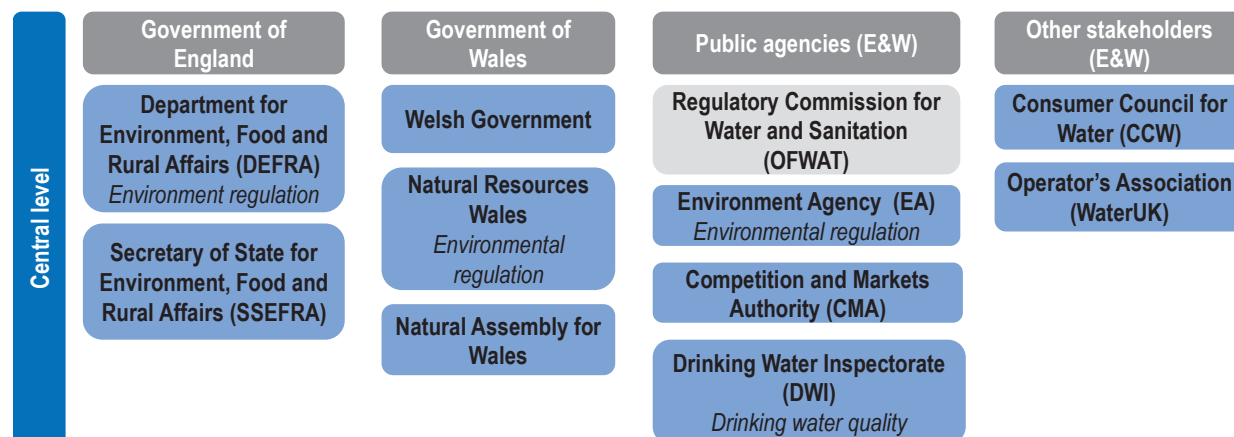 Government of
England
Government of
Wales
Public agencies (E&W)
Other stakeholders
(E&W)
Central level
Department for
Environment, Food and
Rural Affairs (DEFRA)
Environment regulation
Secretary of State for
Environment, Food and
Rural Affairs (SSEFRA)
Welsh Government
Natural Resources
Wales
Environmental
regulation
Natural Assembly for
Wales
Regulatory Commission for
Water and Sanitation
(OFWAT)
Environment Agency (EA)
Environmental regulation
Competition and Markets
Authority (CMA)
Drinking Water Inspectorate
(DWI)
Drinking water quality
Consumer Council for
Water (CCW)
Operator's Association
(WaterUK)